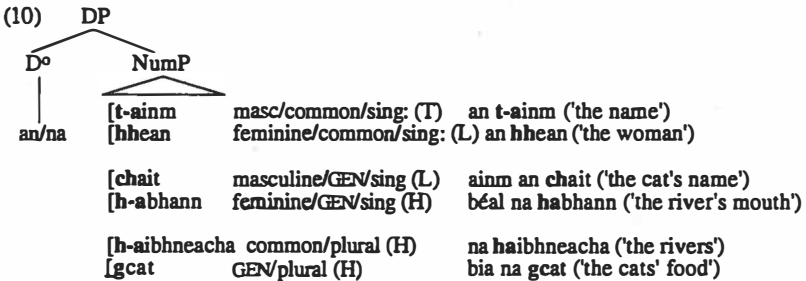 (10) DP
Dº NumP
[t-ainm masc/common/sing: (T) an t-ainm ('the name')
an/na [hhean feminine/common/sing: (L) an hhean ('the woman')
[chait masculine/GEN/sing (L) ainm an chait ('the cat's name')
[h-abhann feminine/GEN/sing (H) béal na habhann ('the river's mouth')
[h-aibhneacha common/plural (H) na haibhneacha ('the rivers')
[gcat GEN/plural (H) bia na gcat ('the cats' food')